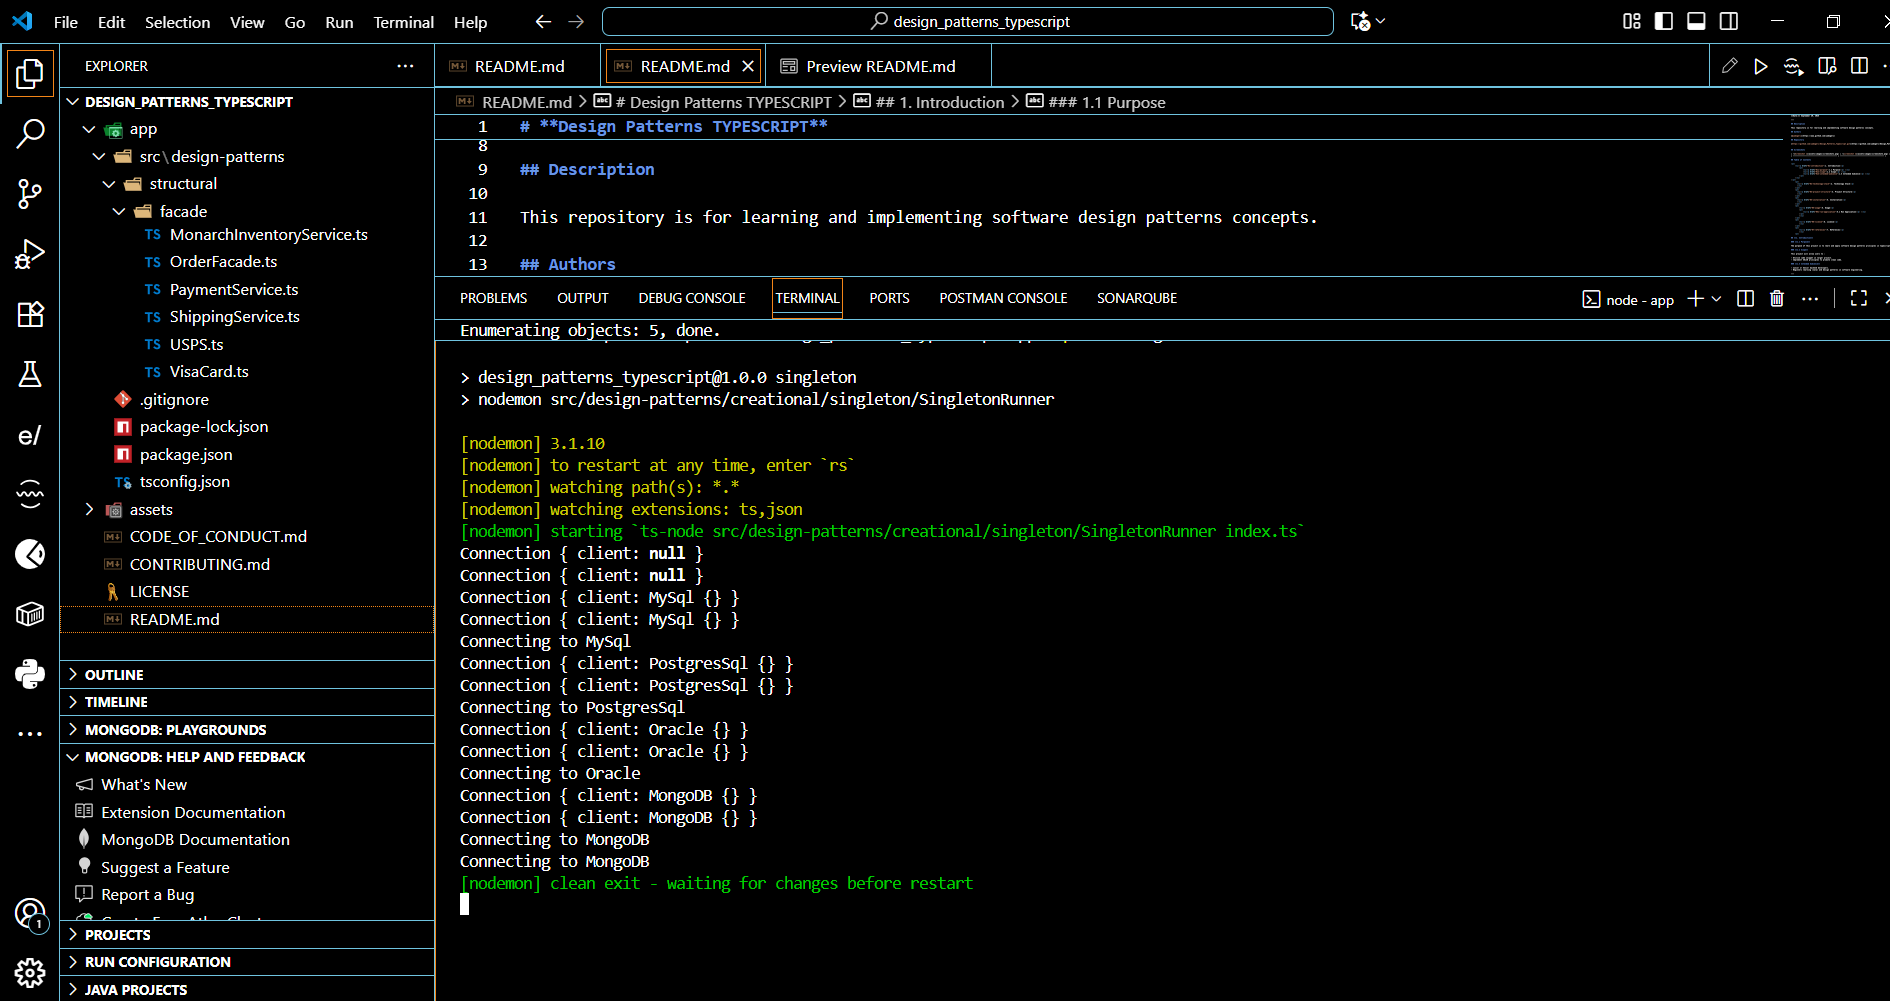 File Edit Selection View Go Run Terminal Help
design_patterns_typescript
EXPLORER
DESIGN_PATTERNS_TYPESCRIPT
app
src\design-patterns
structural
facade
TS MonarchInventoryService.ts
TS OrderFacade.ts
TS PaymentService.ts
TS ShippingService.ts
TS USPS.ts
TS VisaCard.ts
.gitignore
package-lock.json
package.json
TS tsconfig.json
assets
CODE_OF_CONDUCT.md
CONTRIBUTING.md
LICENSE
README.md
OUTLINE
TIMELINE
MONGODB: PLAYGROUNDS
MONGODB: HELP AND FEEDBACK
What's New
Extension Documentation
MongoDB Documentation
Suggest a Feature
Report a Bug
PROJECTS
RUN CONFIGURATION
JAVA PROJECTS
e/
1
README.md README.md Preview README.md
README.md > # Design Patterns TYPESCRIPT > ## 1. Introduction > ### 1.1 Purpose
1 # **Design Patterns TYPESCRIPT**
8
9 ## Description
10
11 This repository is for learning and implementing software design patterns concepts.
12
13 ## Authors
PROBLEMS OUTPUT DEBUG CONSOLE TERMINAL PORTS POSTMAN CONSOLE SONARQUBE
node - app
Enumerating objects: 5, done.
> design_patterns_typescript@1.0.0 singleton
> nodemon src/design-patterns/creational/singleton/SingletonRunner
[nodemon] 3.1.10
[nodemon] to restart at any time, enter `rs`
[nodemon] watching path(s): *.*
[nodemon] watching extensions: ts,json
[nodemon] starting `ts-node src/design-patterns/creational/singleton/SingletonRunner index.ts`
Connection { client: null }
Connection { client: null }
Connection { client: MySql {} }
Connection { client: MySql {} }
Connecting to MySql
Connection { client: PostgresSql {} }
Connection { client: PostgresSql {} }
Connecting to PostgresSql
Connection { client: Oracle {} }
Connection { client: Oracle {} }
Connecting to Oracle
Connection { client: MongoDB {} }
Connection { client: MongoDB {} }
Connecting to MongoDB
Connecting to MongoDB
[nodemon] clean exit - waiting for changes before restart